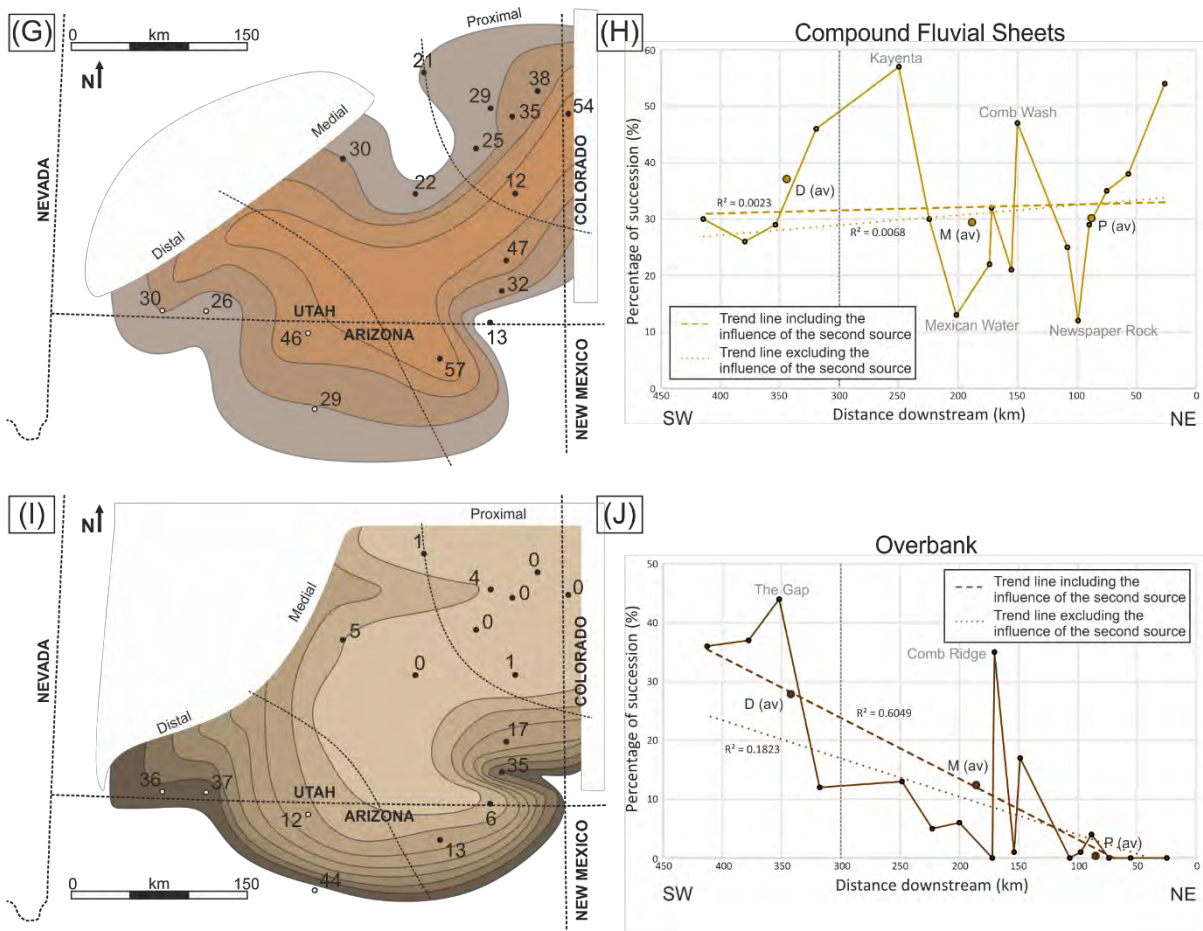 (G)
0 km 150
N
Proximal
Medial
Distal
NEVADA
UTAH
ARIZONA
COLORADO
NEW MEXICO
21
38
29
35
54
25
30
22
12
47
32
30
26
46
13
57
29
(H)
Compound Fluvial Sheets
Percentage of succession (%)
60
50
40
30
20
10
0
Kayenta
Comb Wash
D (av)
R² = 0.0023
M (av)
R² = 0.0068
P (av)
Mexican Water
Newspaper Rock
Trend line including the
influence of the second source
Trend line excluding the
influence of the second source
450 400 350 300 250 200 150 100 50 0
SW Distance downstream (km) NE
(I)
N
Proximal
Medial
Distal
NEVADA
UTAH
ARIZONA
COLORADO
NEW MEXICO
1
0
4
0
0
0
5
0
1
17
35
36
37
12
6
13
44
0 km 150
(J)
Overbank
Percentage of succession (%)
50
40
30
20
10
0
The Gap
Trend line including the
influence of the second source
Trend line excluding the
influence of the second source
Comb Ridge
D (av)
R² = 0.6049
R² = 0.1823
M (av)
P (av)
450 400 350 300 250 200 150 100 50 0
SW Distance downstream (km) NE